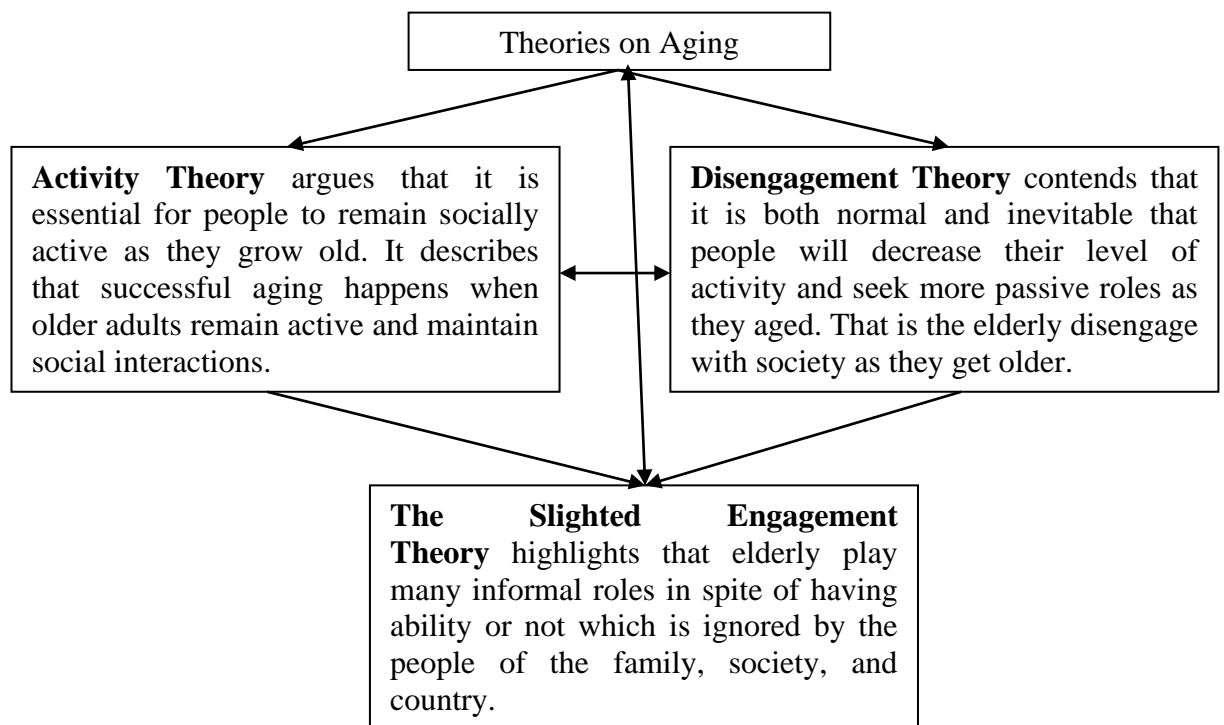 Theories on Aging
Activity Theory argues that it is
essential for people to remain socially
active as they grow old. It describes
that successful aging happens when
older adults remain active and maintain
social interactions.
Disengagement Theory contends that
it is both normal and inevitable that
people will decrease their level of
activity and seek more passive roles as
they aged. That is the elderly disengage
with society as they get older.
The Slighted Engagement
Theory highlights that elderly play
many informal roles in spite of having
ability or not which is ignored by the
people of the family, society, and
country.